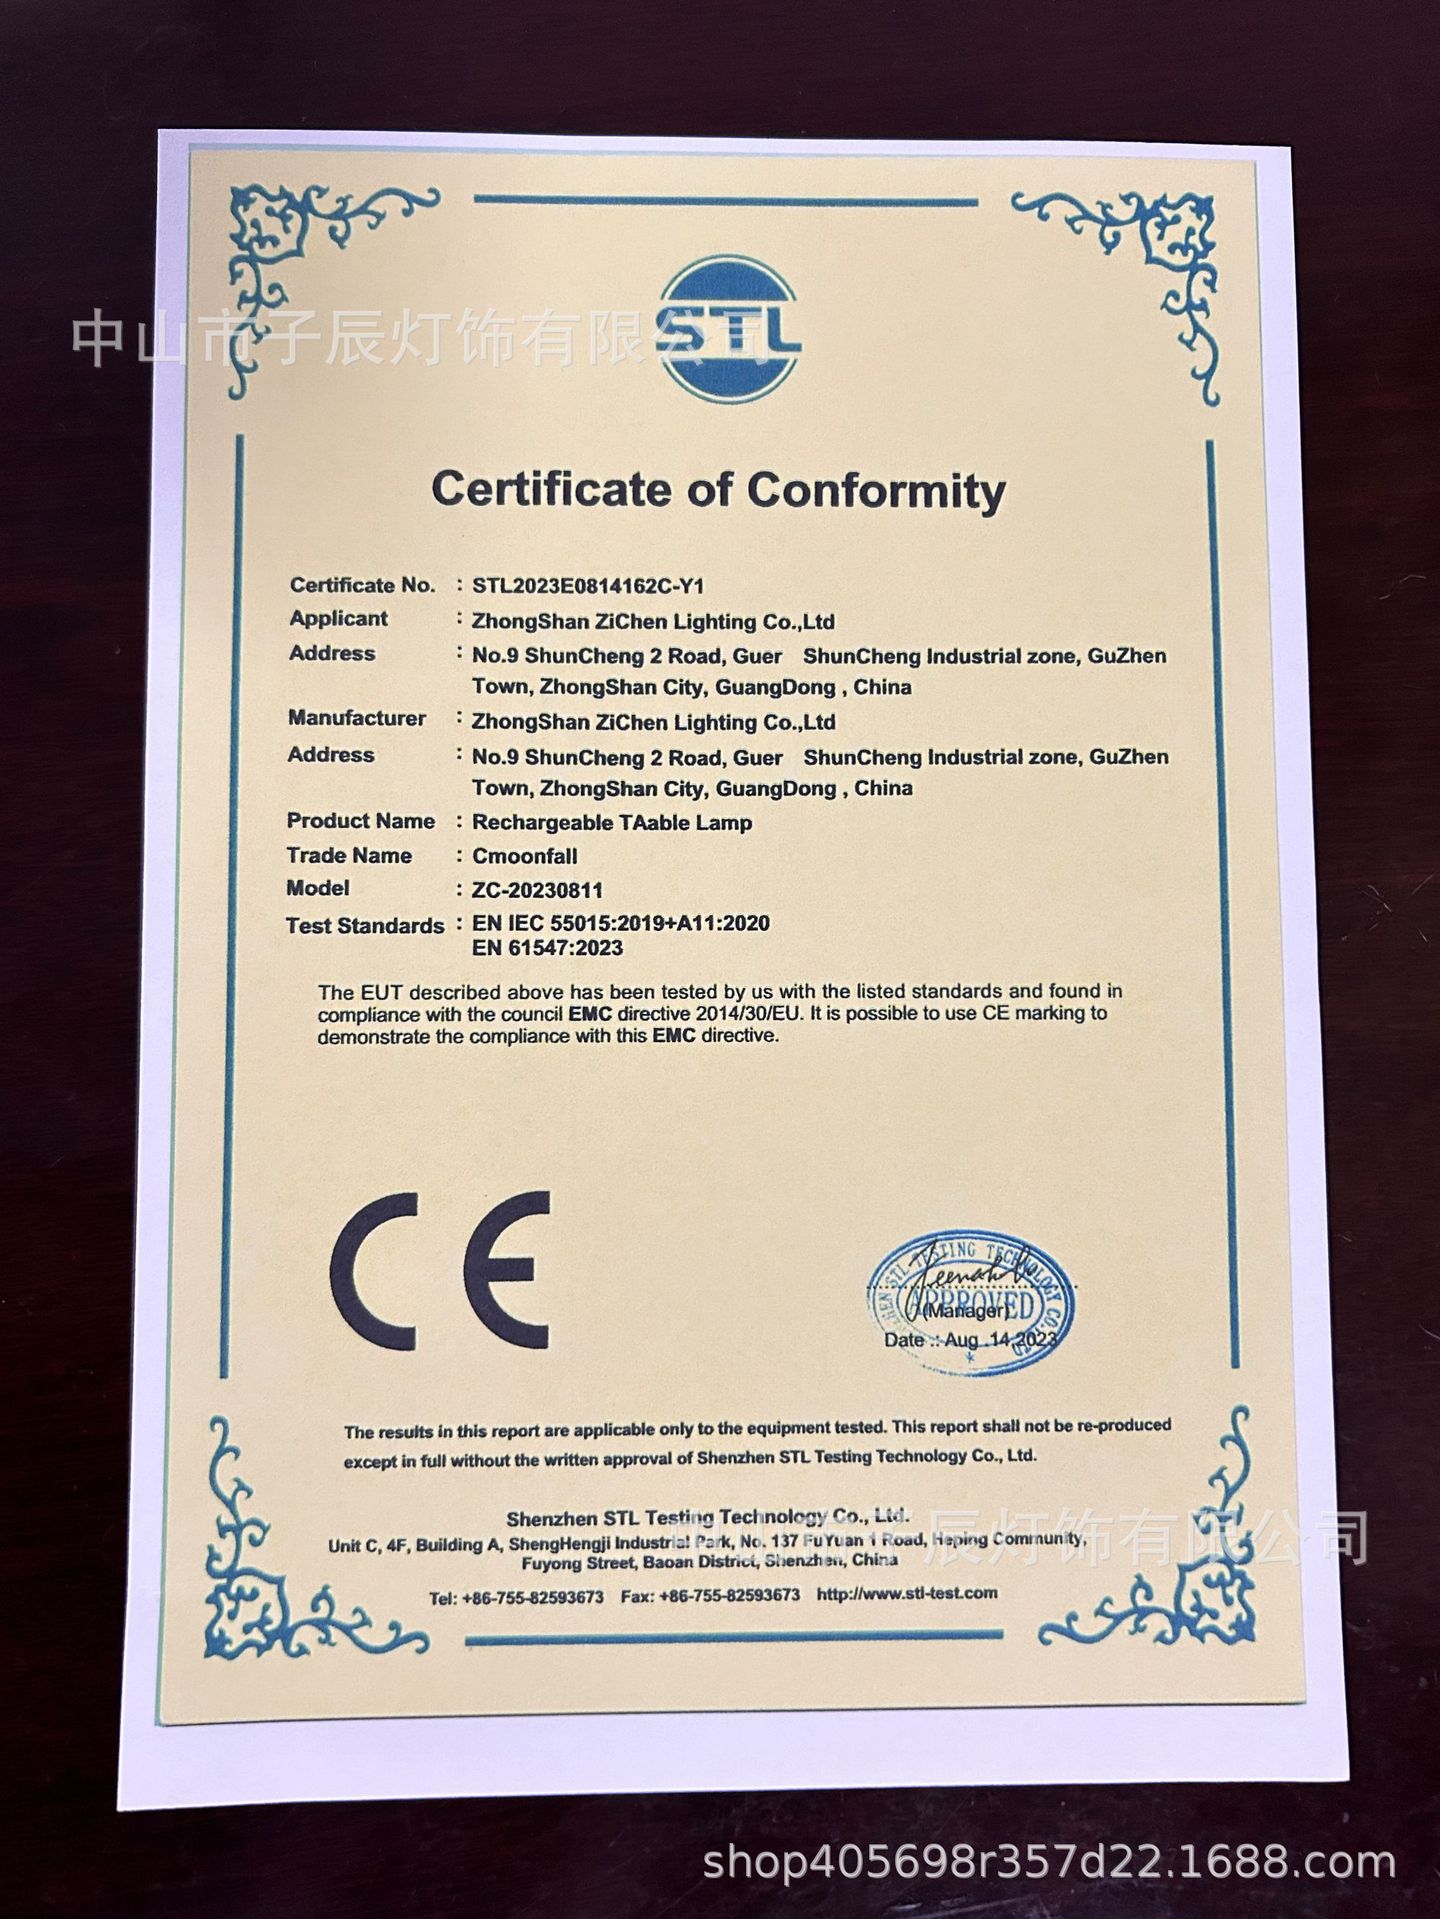 中山市子辰灯饰有限公司
STL
Certificate of Conformity
Certificate No. : STL2023E0814162C-Y1
Applicant : ZhongShan ZiChen Lighting Co.,Ltd
Address : No.9 ShunCheng 2 Road, Guer ShunCheng Industrial zone, GuZhen
Town, ZhongShan City, GuangDong , China
Manufacturer : ZhongShan ZiChen Lighting Co.,Ltd
Address : No.9 ShunCheng 2 Road, Guer ShunCheng Industrial zone, GuZhen
Town, ZhongShan City, GuangDong , China
Product Name : Rechargeable TAable Lamp
Trade Name : Cmoonfall
Model : ZC-20230811
Test Standards : EN IEC 55015:2019+A11:2020
EN 61547:2023
The EUT described above has been tested by us with the listed standards and found in
compliance with the council EMC directive 2014/30/EU. It is possible to use CE marking to
demonstrate the compliance with this EMC directive.
CE
STL TESTING TECHNOLOGY CO.,LTD
APPROVED
(Manager)
Date .: Aug .14,2023
The results in this report are applicable only to the equipment tested. This report shall not be re-produced
except in full without the written approval of Shenzhen STL Testing Technology Co., Ltd.
Shenzhen STL Testing Technology Co., Ltd.
中山市子辰灯饰有限公司
Unit C, 4F, Building A, ShengHengji Industrial Park, No. 137 FuYuan 1 Road, Heping Community,
Fuyong Street, Baoan District, Shenzhen, China
Tel: +86-755-82593673 Fax: +86-755-82593673 http://www.stl-test.com
shop405698r357d22.1688.com